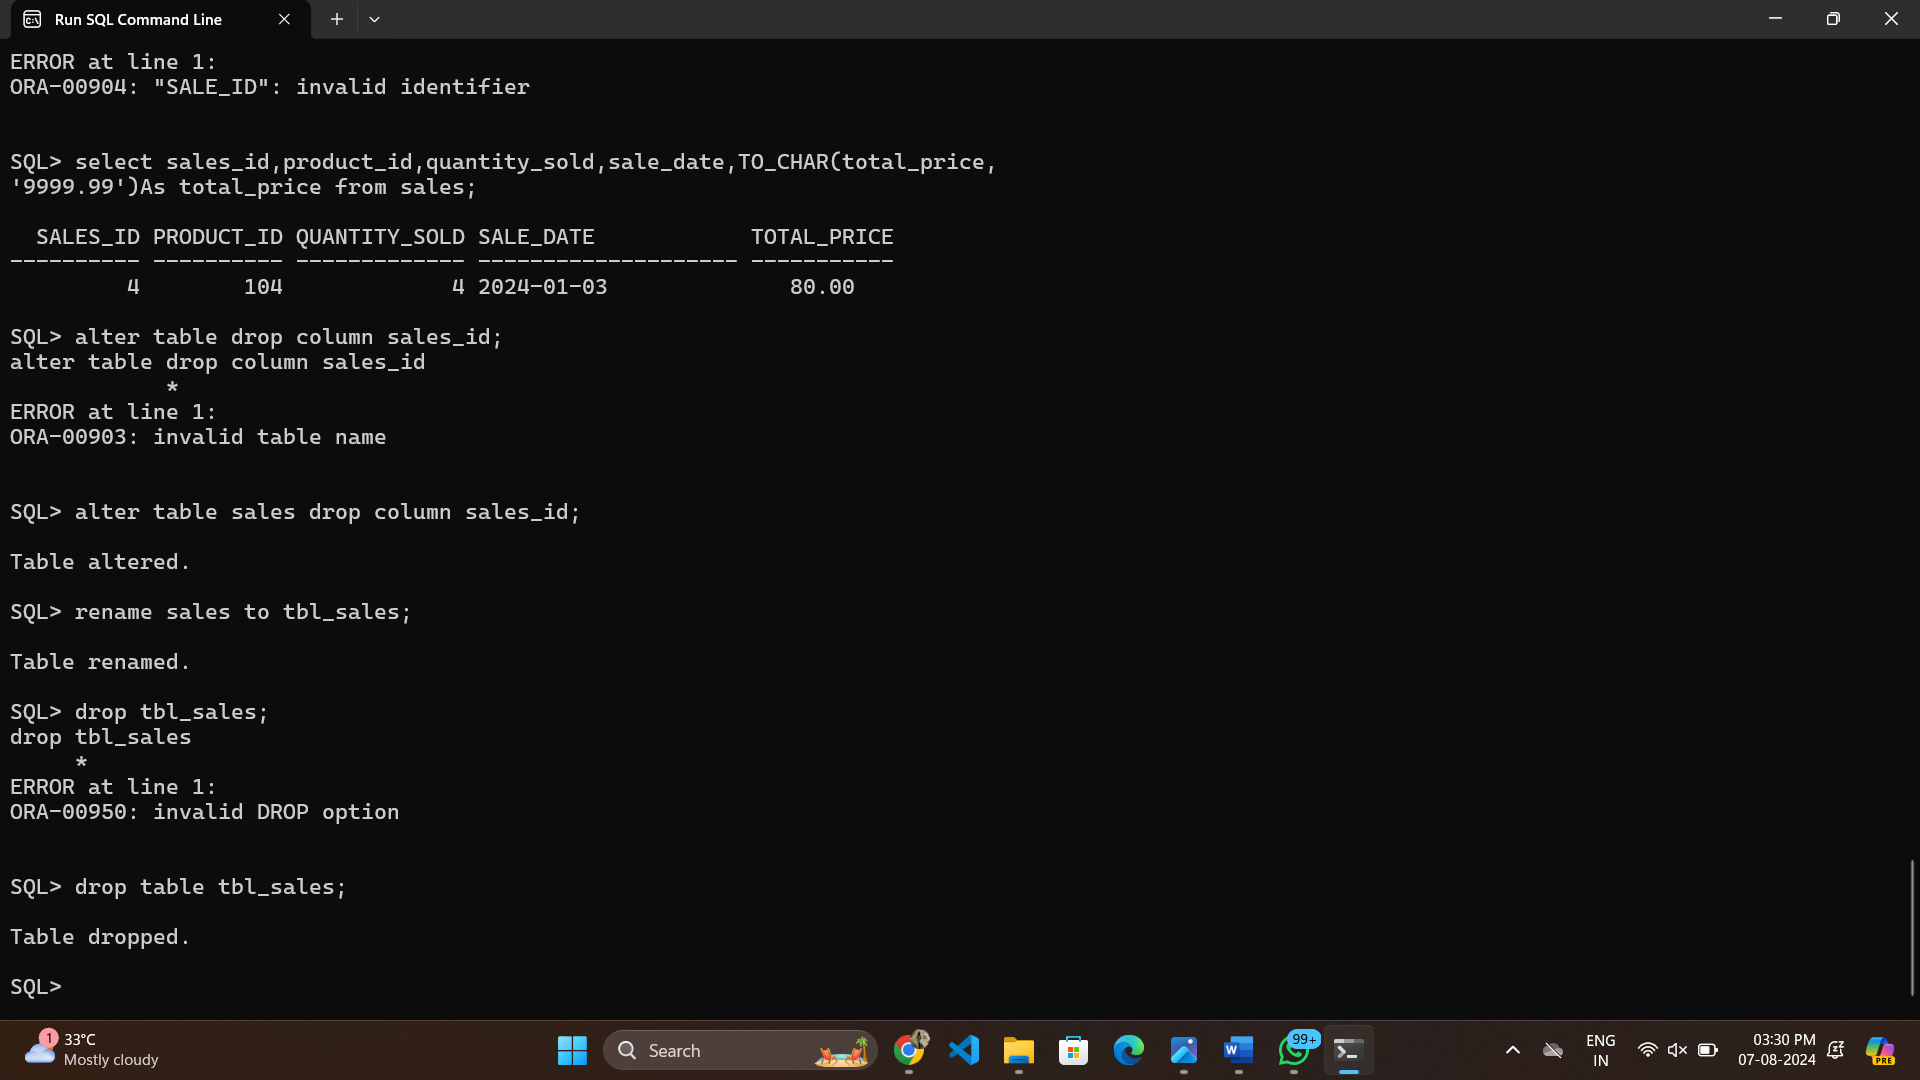 Run SQL Command Line
ERROR at line 1:
ORA-00904: "SALE_ID": invalid identifier
SQL> select sales_id,product_id,quantity_sold,sale_date,TO_CHAR(total_price,
'9999.99')As total_price from sales;
  SALES_ID PRODUCT_ID QUANTITY_SOLD SALE_DATE            TOTAL_PRICE
---------- ---------- ------------- -------------------- -----------
         4        104             4 2024-01-03              80.00
SQL> alter table drop column sales_id;
alter table drop column sales_id
            *
ERROR at line 1:
ORA-00903: invalid table name
SQL> alter table sales drop column sales_id;
Table altered.
SQL> rename sales to tbl_sales;
Table renamed.
SQL> drop tbl_sales;
drop tbl_sales
     *
ERROR at line 1:
ORA-00950: invalid DROP option
SQL> drop table tbl_sales;
Table dropped.
SQL>
1
33°C
Mostly cloudy
Search
W
99+
ENG
IN
03:30 PM
07-08-2024
PRE